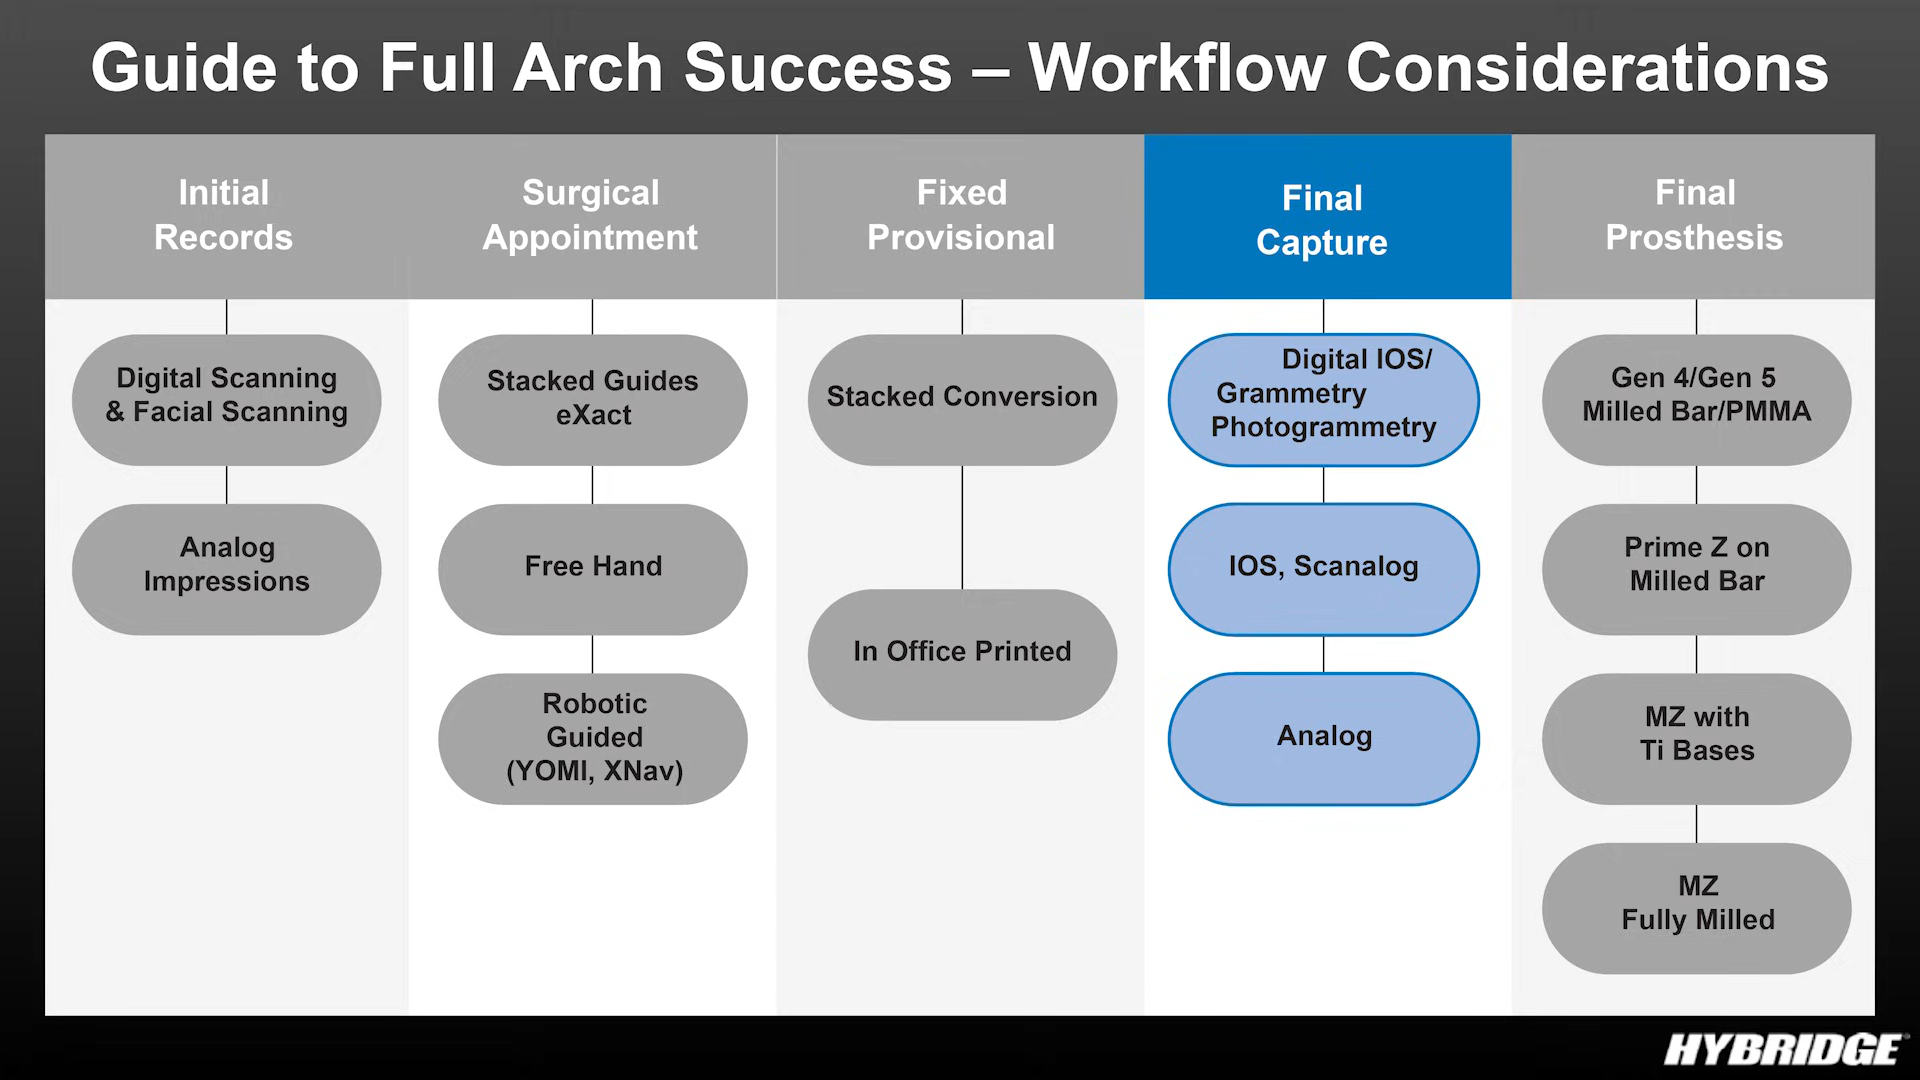 Guide to Full Arch Success – Workflow Considerations
Initial
Records
Digital Scanning
& Facial Scanning
Analog
Impressions
Surgical
Appointment
Stacked Guides
eXact
Free Hand
Robotic
Guided
(YOMI, XNav)
Fixed
Provisional
Stacked Conversion
In Office Printed
Final
Capture
Digital IOS/
Grammetry
Photogrammetry
IOS, Scanalog
Analog
Final
Prosthesis
Gen 4/Gen 5
Milled Bar/PMMA
Prime Z on
Milled Bar
MZ with
Ti Bases
MZ
Fully Milled
HYBRIDGE